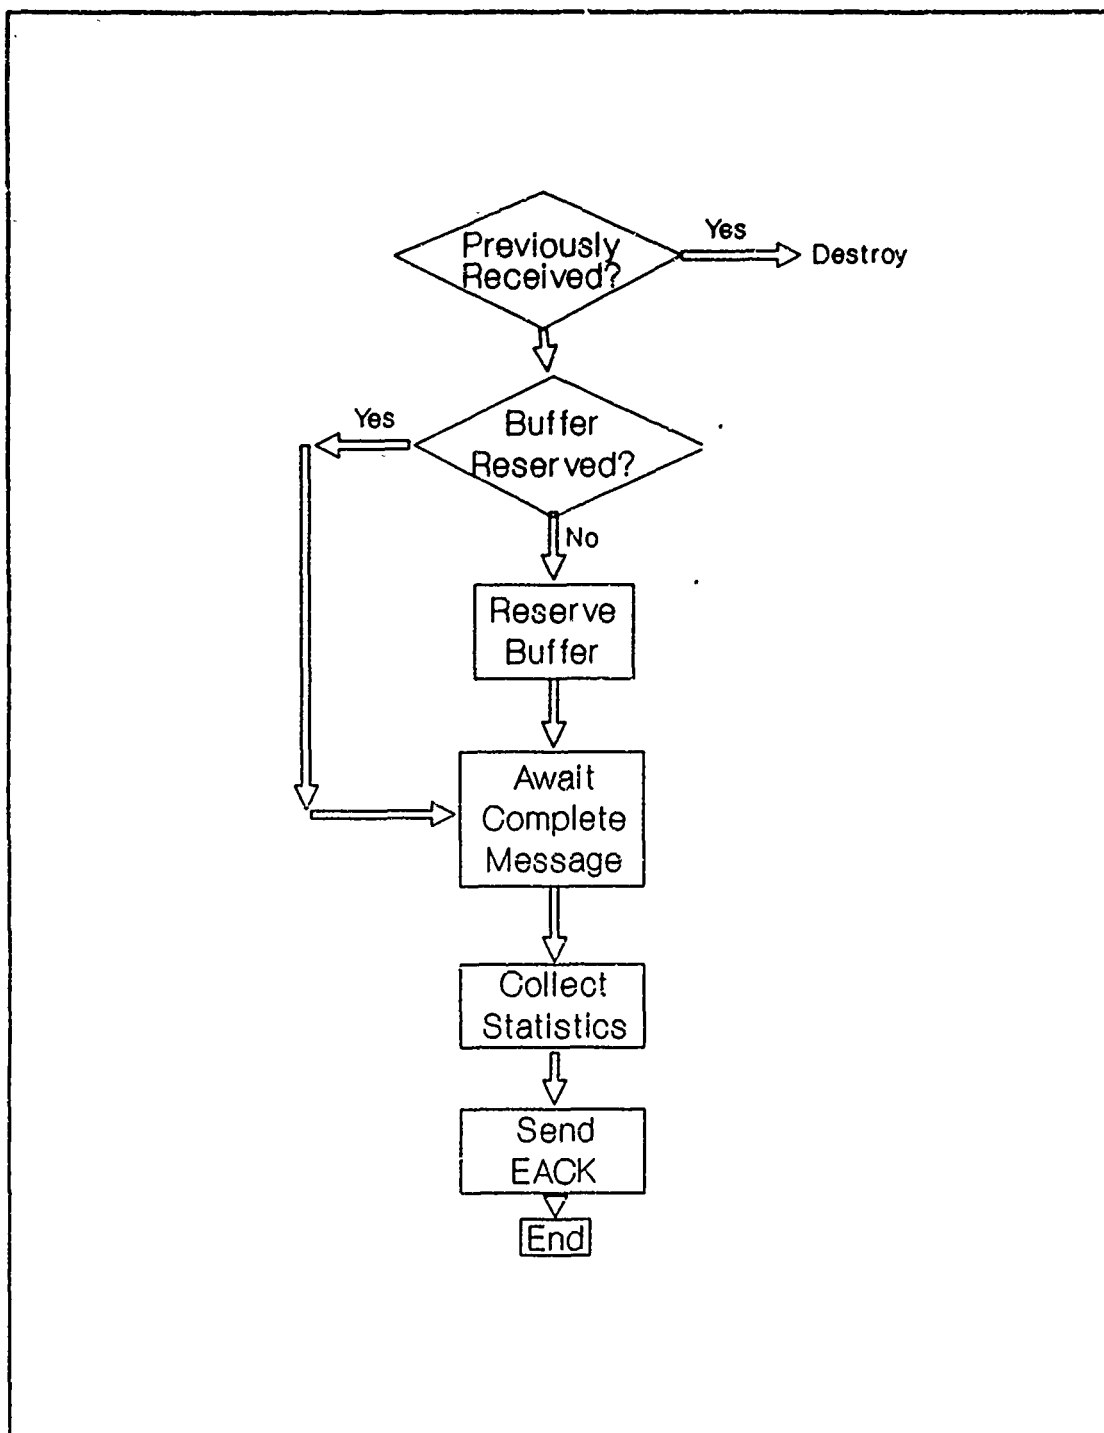 Previously
Received?
Yes
Destroy
Buffer
Reserved?
Yes
No
Reserve
Buffer
Await
Complete
Message
Collect
Statistics
Send
EACK
End